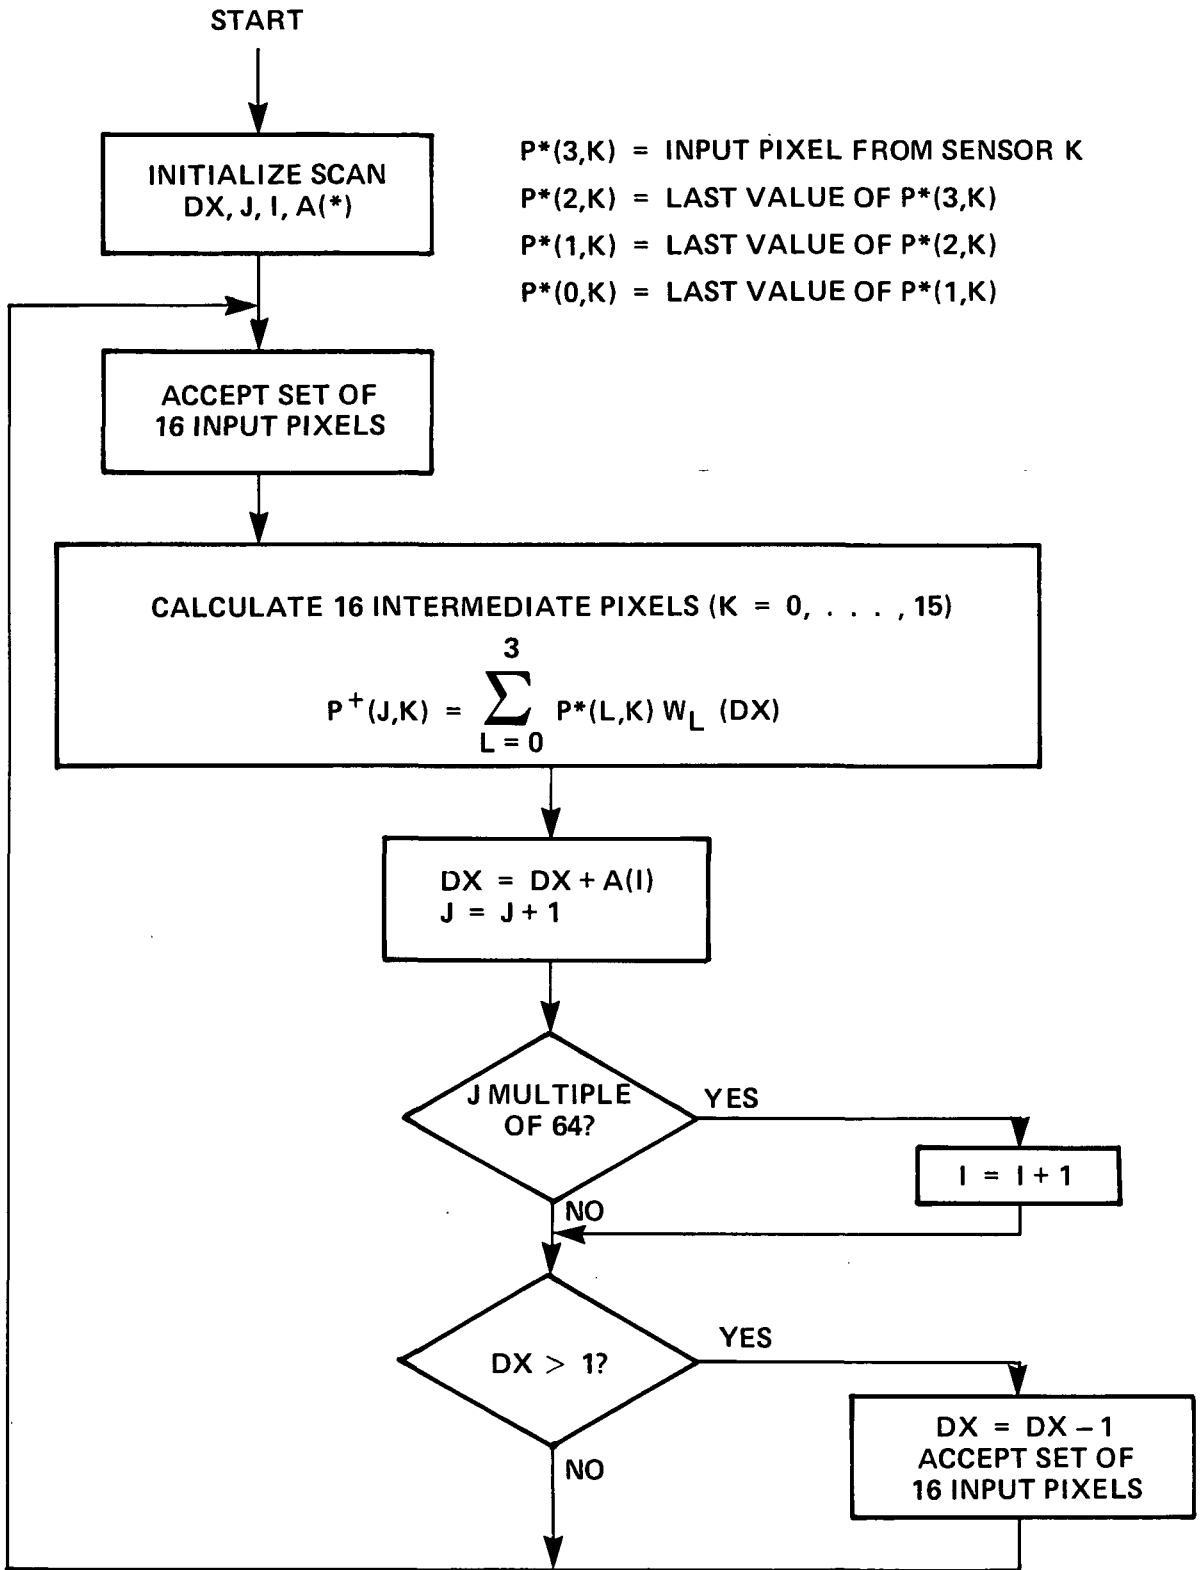 START
INITIALIZE SCAN
DX, J, I, A(*)
P*(3,K) = INPUT PIXEL FROM SENSOR K
P*(2,K) = LAST VALUE OF P*(3,K)
P*(1,K) = LAST VALUE OF P*(2,K)
P*(0,K) = LAST VALUE OF P*(1,K)
ACCEPT SET OF
16 INPUT PIXELS
CALCULATE 16 INTERMEDIATE PIXELS (K = 0, . . . , 15)
3
P+(J,K) = ∑ P*(L,K) W_L (DX)
L = 0
DX = DX + A(I)
J = J + 1
J MULTIPLE
OF 64?
YES
I = I + 1
NO
DX > 1?
YES
DX = DX – 1
ACCEPT SET OF
16 INPUT PIXELS
NO